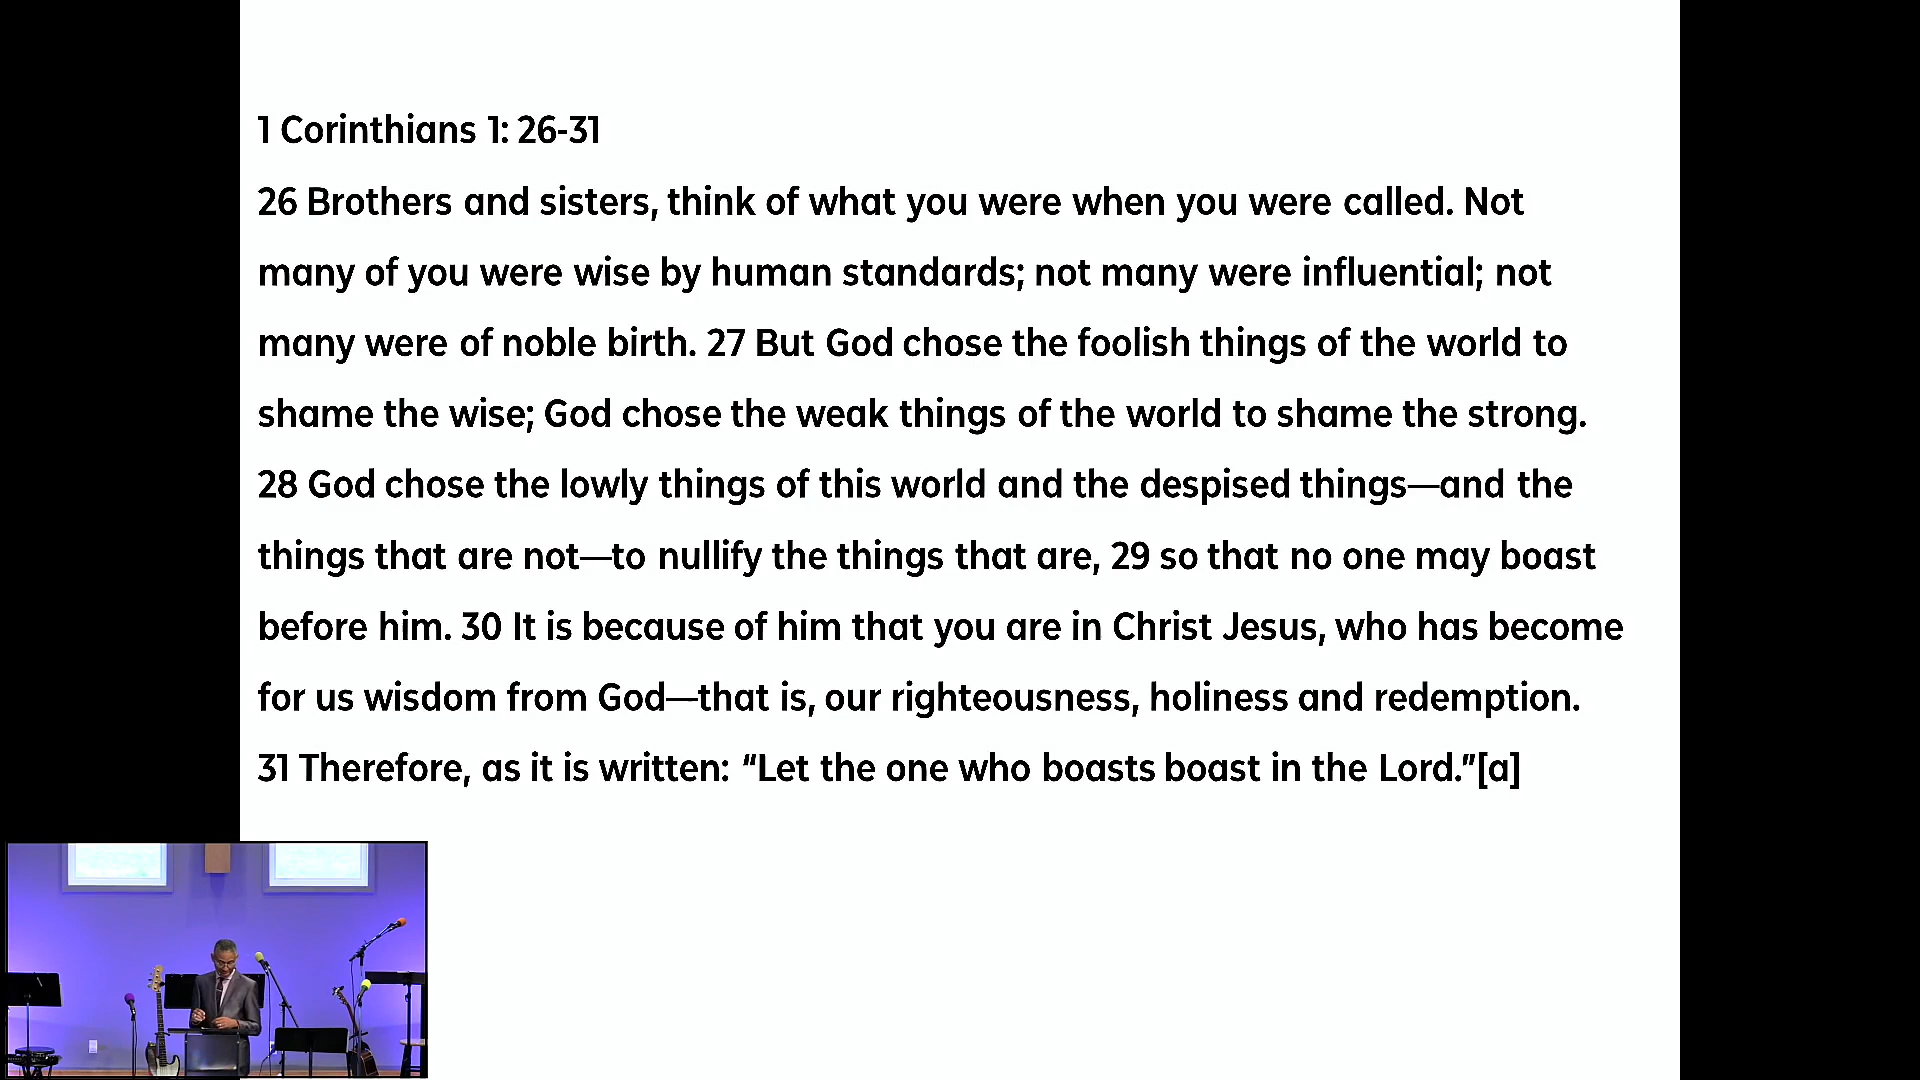 1 Corinthians 1: 26-31
26 Brothers and sisters, think of what you were when you were called. Not
many of you were wise by human standards; not many were influential; not
many were of noble birth. 27 But God chose the foolish things of the world to
shame the wise; God chose the weak things of the world to shame the strong.
28 God chose the lowly things of this world and the despised things—and the
things that are not—to nullify the things that are, 29 so that no one may boast
before him. 30 It is because of him that you are in Christ Jesus, who has become
for us wisdom from God—that is, our righteousness, holiness and redemption.
31 Therefore, as it is written: “Let the one who boasts boast in the Lord.”[a]